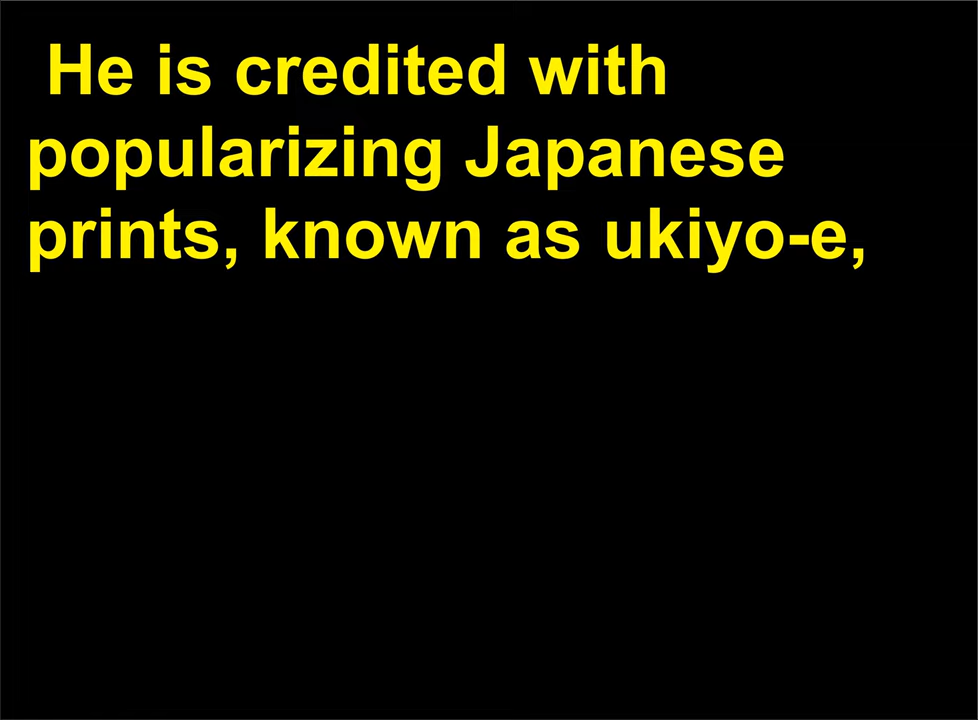 He is credited with
popularizing Japanese
prints, known as ukiyo-e,